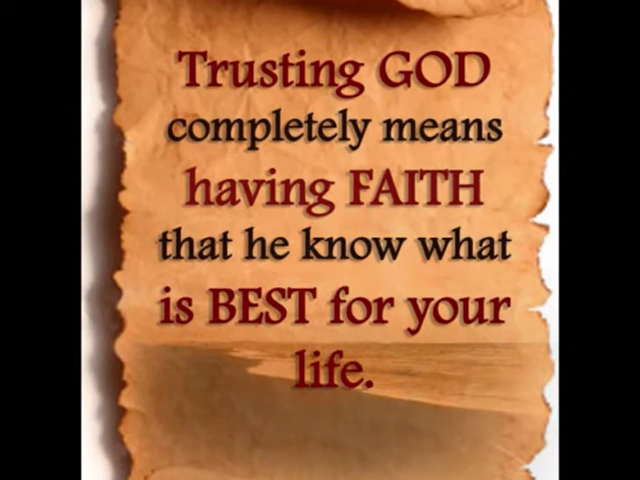 Trusting GOD
completely means
having FAITH
that he know what
is BEST for your
life.